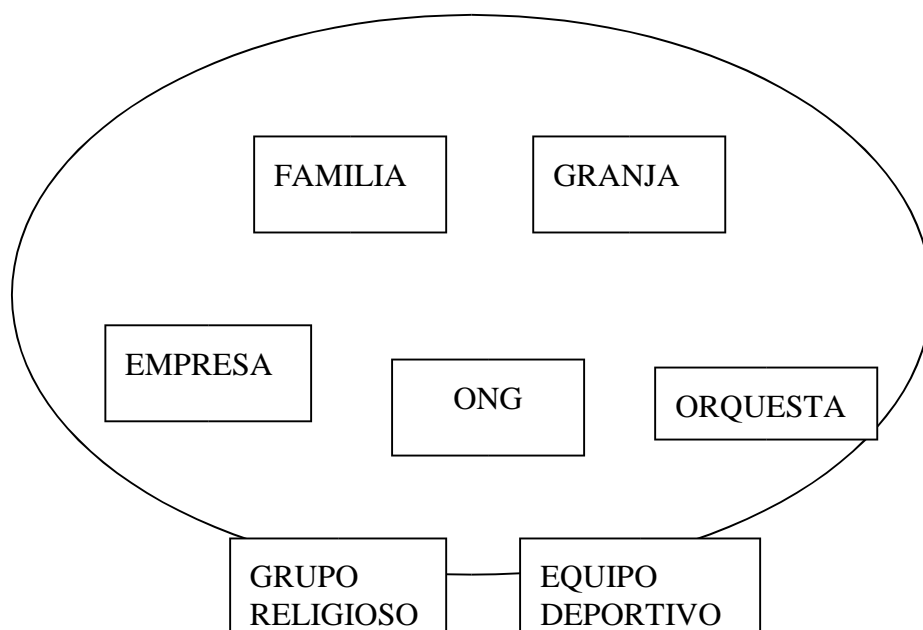 FAMILIA
GRANJA
EMPRESA
ONG
ORQUESTA
GRUPO
RELIGIOSO
EQUIPO
DEPORTIVO